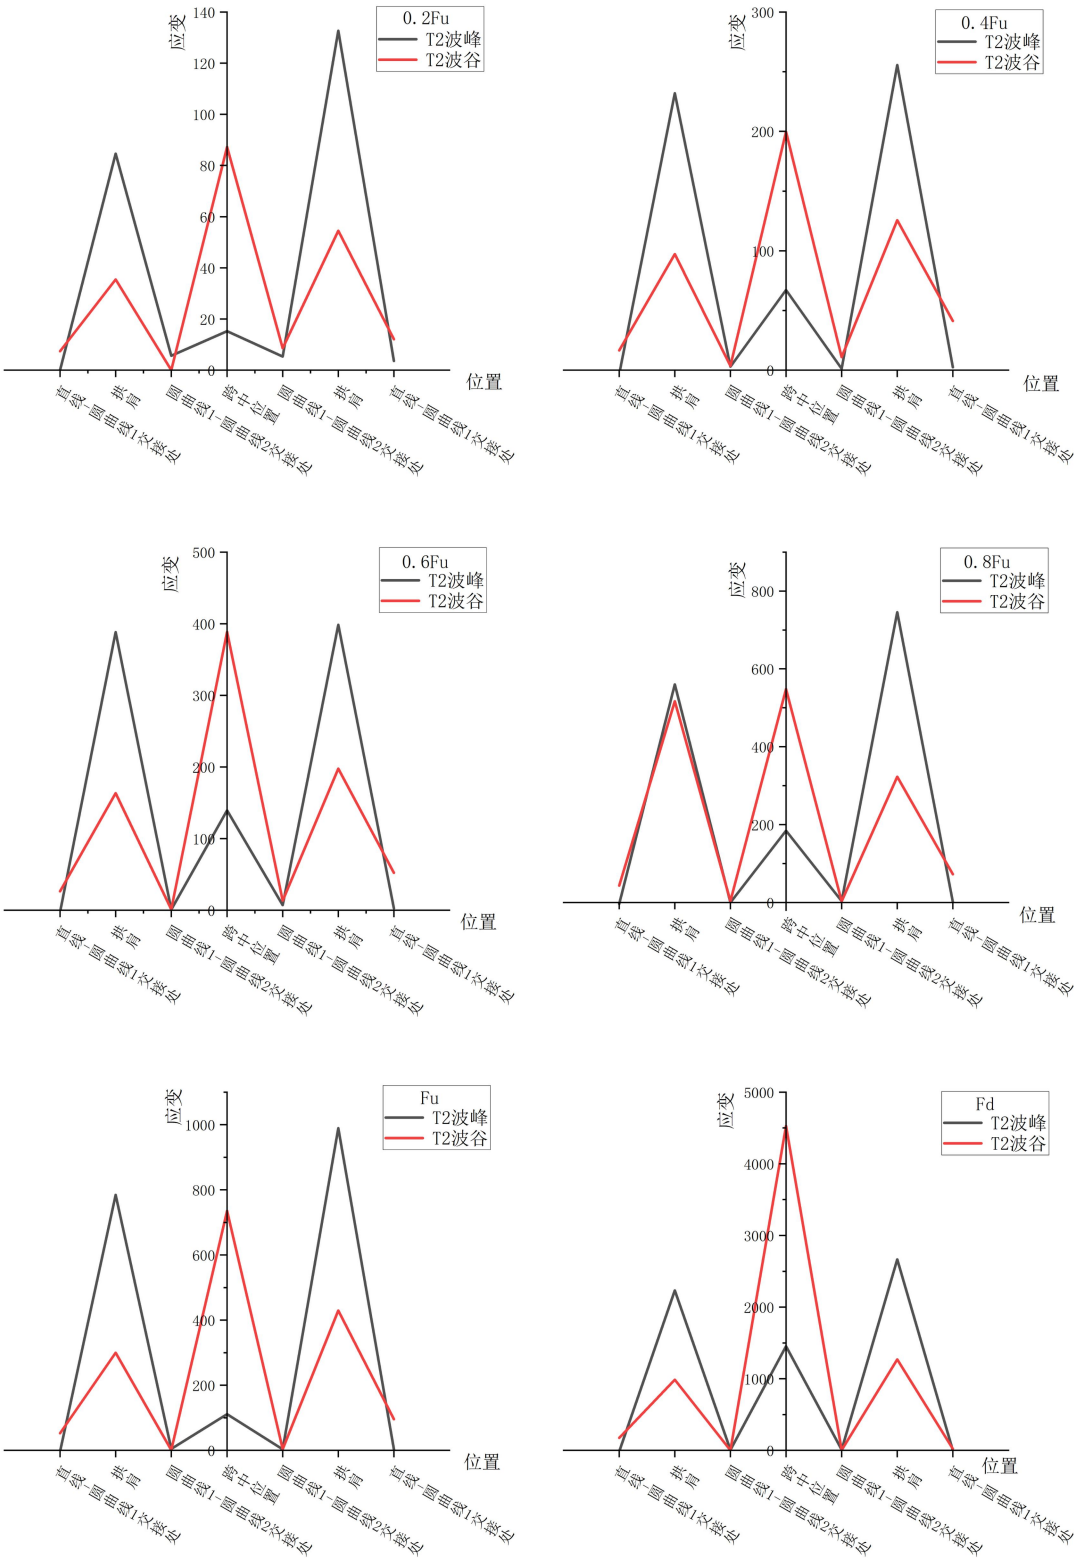 应变
140
120
100
80
60
40
20
0
0.2Fu
T2波峰
T2波谷
位置
直线-圆曲线1交接处
拱肩
圆曲线1-圆曲线2交接处
跨中位置
圆曲线1-圆曲线2交接处
拱肩
直线-圆曲线1交接处
应变
300
200
100
0
0.4Fu
T2波峰
T2波谷
位置
直线-圆曲线1交接处
拱肩
圆曲线1-圆曲线2交接处
跨中位置
圆曲线1-圆曲线2交接处
拱肩
直线-圆曲线1交接处
应变
500
400
300
200
100
0
0.6Fu
T2波峰
T2波谷
位置
直线-圆曲线1交接处
拱肩
圆曲线1-圆曲线2交接处
跨中位置
圆曲线1-圆曲线2交接处
拱肩
直线-圆曲线1交接处
应变
800
600
400
200
0
0.8Fu
T2波峰
T2波谷
位置
直线-圆曲线1交接处
拱肩
圆曲线1-圆曲线2交接处
跨中位置
圆曲线1-圆曲线2交接处
拱肩
直线-圆曲线1交接处
应变
1000
800
600
400
200
0
Fu
T2波峰
T2波谷
位置
直线-圆曲线1交接处
拱肩
圆曲线1-圆曲线2交接处
跨中位置
圆曲线1-圆曲线2交接处
拱肩
直线-圆曲线1交接处
应变
5000
4000
3000
2000
1000
0
Fd
T2波峰
T2波谷
位置
直线-圆曲线1交接处
拱肩
圆曲线1-圆曲线2交接处
跨中位置
圆曲线1-圆曲线2交接处
拱肩
直线-圆曲线1交接处